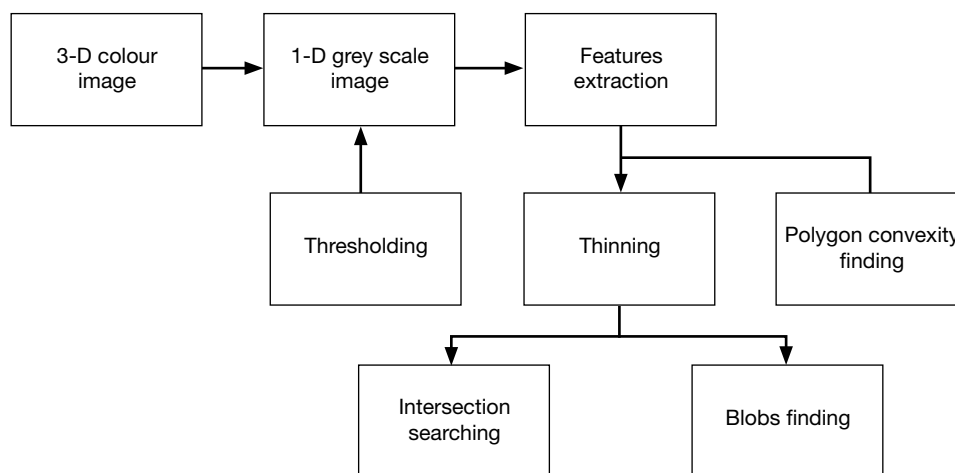 3-D colour
image
1-D grey scale
image
Features
extraction
Thresholding
Thinning
Polygon convexity
finding
Intersection
searching
Blobs finding